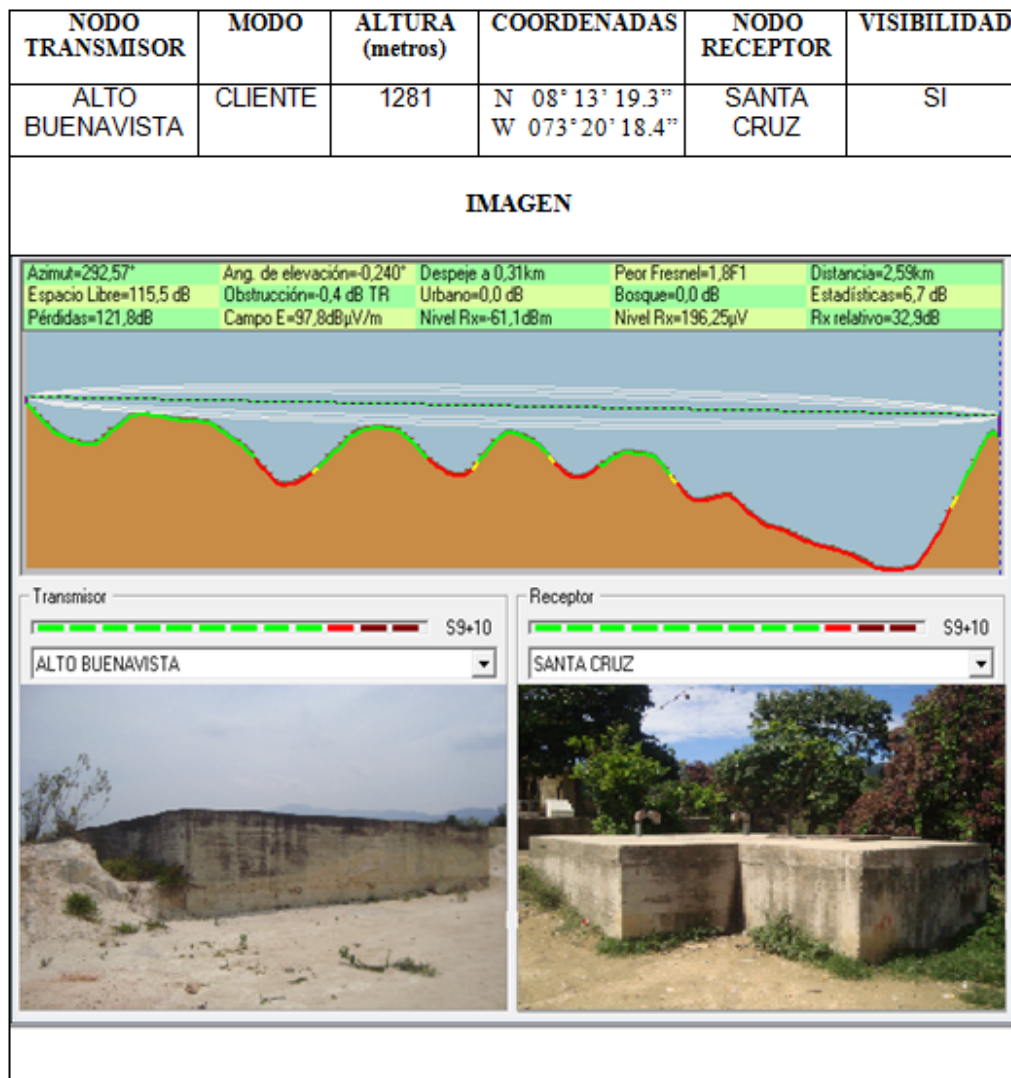 NODO TRANSMISOR MODO ALTURA (metros) COORDENADAS NODO RECEPTOR VISIBILIDAD
ALTO BUENAVISTA CLIENTE 1281 N 08° 13’ 19.3” W 073° 20’ 18.4” SANTA CRUZ SI
IMAGEN
Azimut=292,57° Ang. de elevación=-0,240° Despeje a 0,31km Peor Fresnel=1,8F1 Distancia=2,59km
Espacio Libre=115,5 dB Obstrucción=-0,4 dB TR Urbano=0,0 dB Bosque=0,0 dB Estadísticas=6,7 dB
Pérdidas=121,8dB Campo E=97,8dBµV/m Nivel Rx=-61,1dBm Nivel Rx=196,25µV Rx relativo=32,9dB
Transmisor Receptor
S9+10 S9+10
ALTO BUENAVISTA SANTA CRUZ